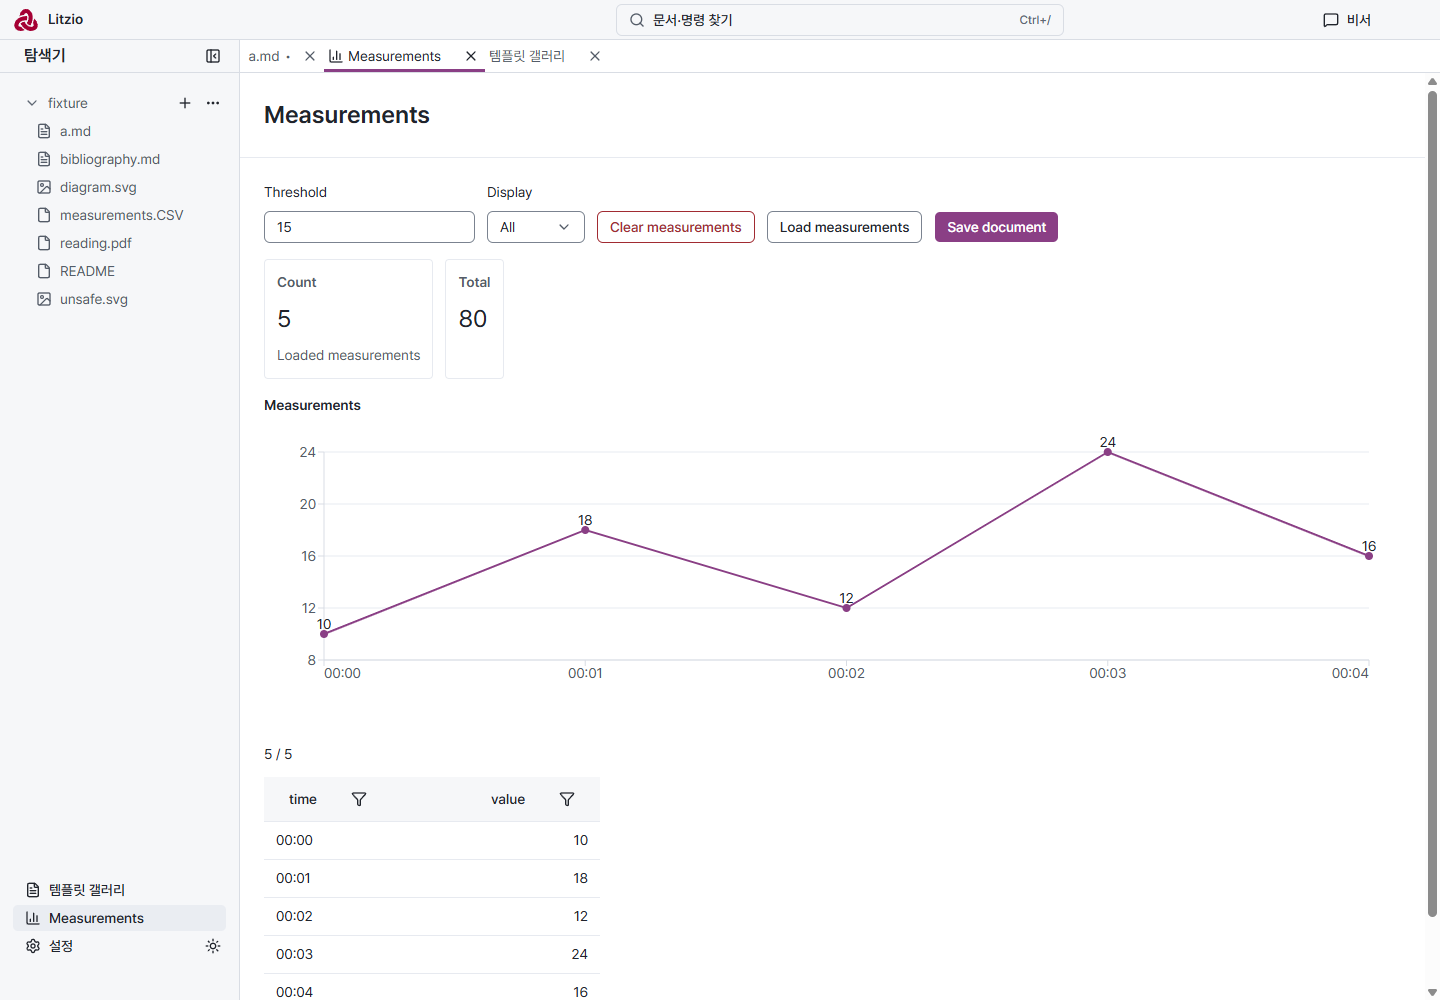 Litzio
문서·명령 찾기
Ctrl+/
비서
탐색기
a.md •
Measurements
템플릿 갤러리
fixture
a.md
bibliography.md
diagram.svg
measurements.CSV
reading.pdf
README
unsafe.svg
템플릿 갤러리
Measurements
설정
Measurements
Threshold
Display
15
All
Clear measurements
Load measurements
Save document
Count
5
Loaded measurements
Total
80
Measurements
24
20
16
12
8
10
18
12
24
16
00:00
00:01
00:02
00:03
00:04
5 / 5
time value
00:00 10
00:01 18
00:02 12
00:03 24
00:04 16